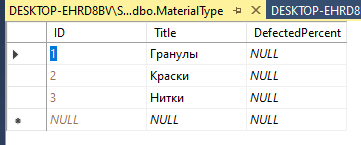 DESKTOP-EHRD8BV\S...dbo.MaterialType
DESKTOP-EHRD8
ID Title DefectedPercent
1 Гранулы NULL
2 Краски NULL
3 Нитки NULL
NULL NULL NULL